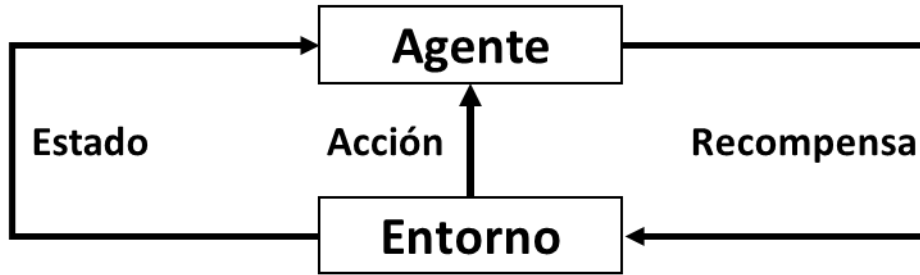 Agente
Estado
Acción
Recompensa
Entorno